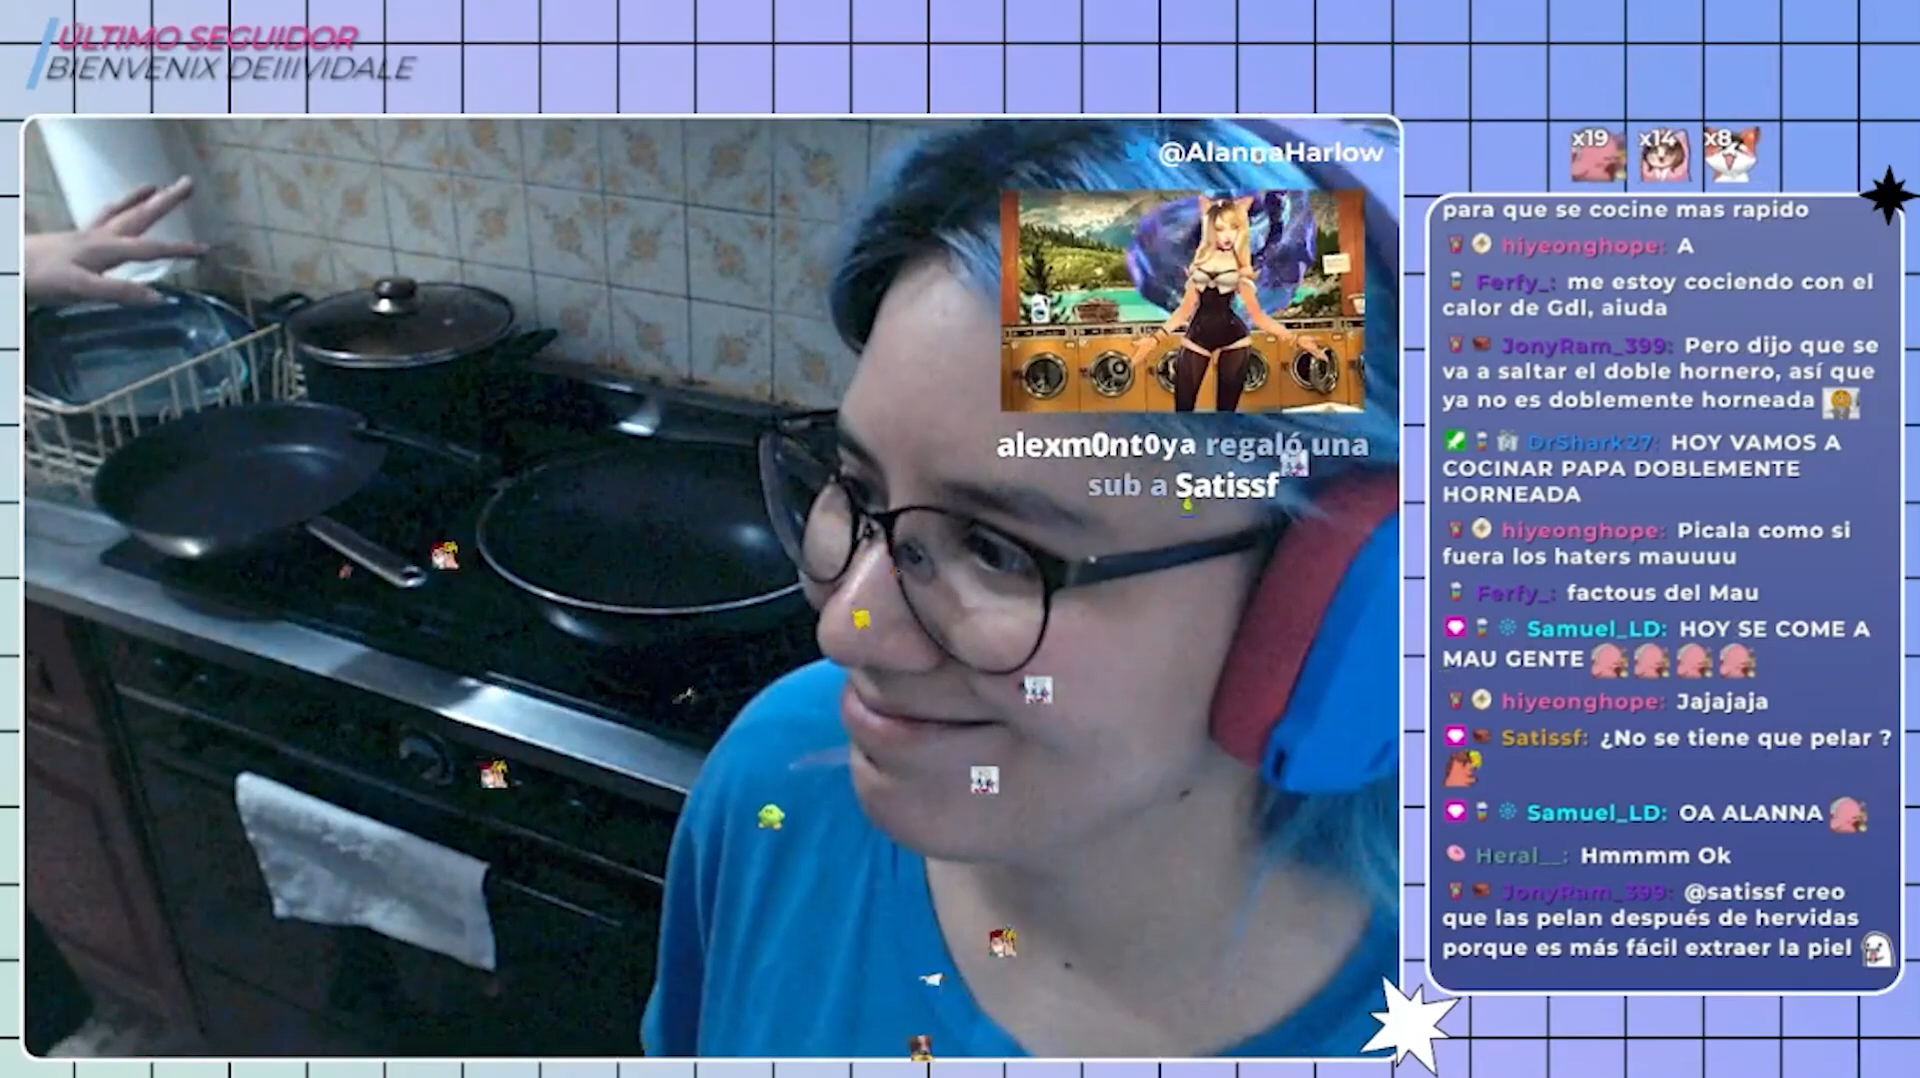 ÚLTIMO SEGUIDOR
BIENVENIX DEIIIVIDALE
@AlannaHarlow
alexm0nt0ya regaló una
sub a Satissf
x19 x14 x8
para que se cocine mas rapido
hiyeonghope: A
Ferfy_: me estoy cociendo con el
calor de Gdl, aiuda
JonyRam_399: Pero dijo que se
va a saltar el doble hornero, así que
ya no es doblemente horneada
DrShark27: HOY VAMOS A
COCINAR PAPA DOBLEMENTE
HORNEADA
hiyeonghope: Picala como si
fuera los haters mauuuu
Ferfy_: factous del Mau
Samuel_LD: HOY SE COME A
MAU GENTE
hiyeonghope: Jajajaja
Satissf: ¿No se tiene que pelar ?
Samuel_LD: OA ALANNA
Heral__: Hmmmm Ok
JonyRam_399: @satissf creo
que las pelan después de hervidas
porque es más fácil extraer la piel